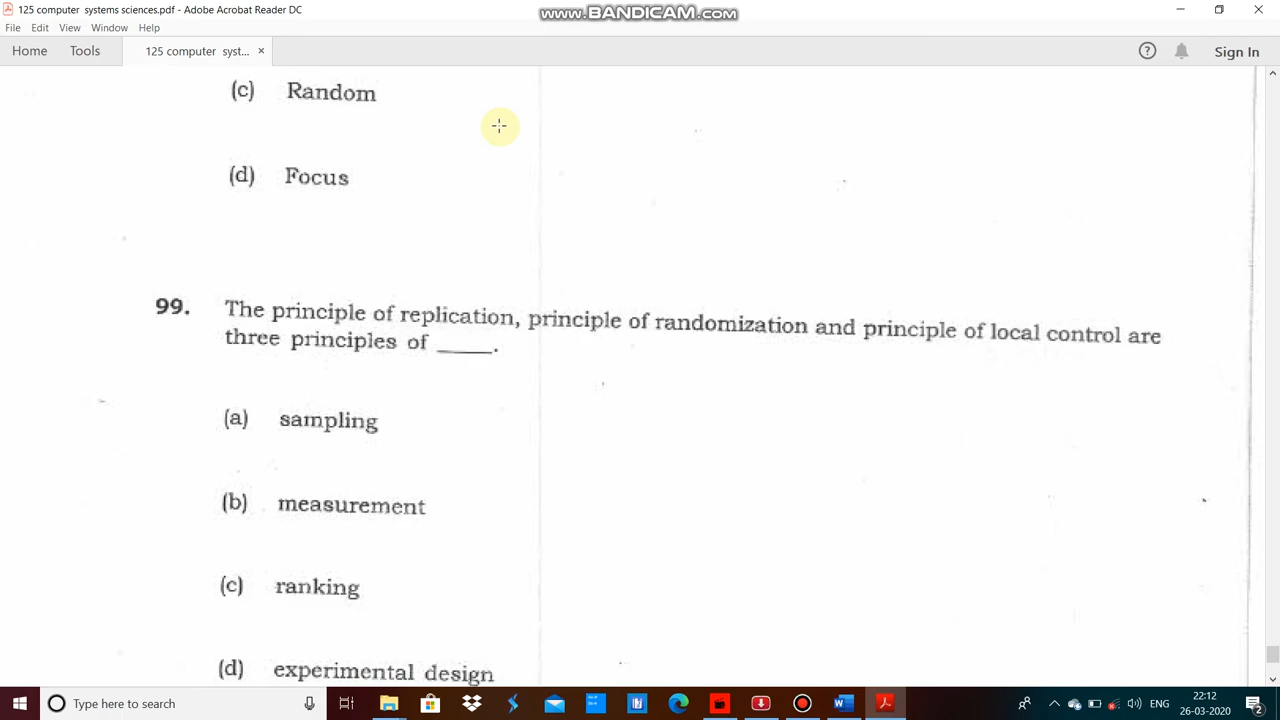 125 computer  systems sciences.pdf - Adobe Acrobat Reader DC
www.BANDICAM.com
File Edit View Window Help
Home Tools 125 computer  syst... × Sign In
(c) Random
(d) Focus
99. The principle of replication, principle of randomization and principle of local control are
three principles of _____.
(a) sampling
(b) measurement
(c) ranking
(d) experimental design
Type here to search
ENG
22:12
26-03-2020
2